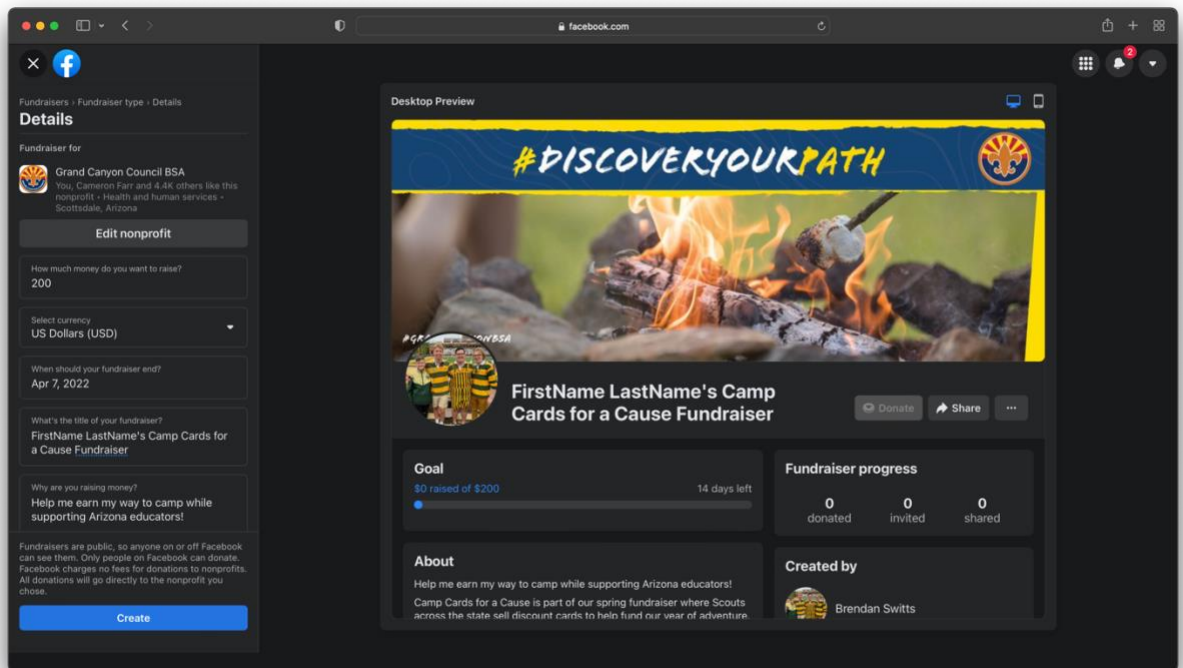 facebook.com
2
Fundraisers › Fundraiser type › Details
Details
Fundraiser for
Grand Canyon Council BSA
You, Cameron Farr and 4.4K others like this
nonprofit • Health and human services •
Scottsdale, Arizona
Edit nonprofit
How much money do you want to raise?
200
Select currency
US Dollars (USD)
When should your fundraiser end?
Apr 7, 2022
What's the title of your fundraiser?
FirstName LastName's Camp Cards for
a Cause Fundraiser
Why are you raising money?
Help me earn my way to camp while
supporting Arizona educators!
Fundraisers are public, so anyone on or off Facebook
can see them. Only people on Facebook can donate.
Facebook charges no fees for donations to nonprofits.
All donations will go directly to the nonprofit you
chose.
Create
Desktop Preview
#DISCOVERYOURPATH
FirstName LastName's Camp
Cards for a Cause Fundraiser
Donate
Share
Goal
$0 raised of $200
14 days left
Fundraiser progress
0 0 0
donated invited shared
About
Help me earn my way to camp while supporting Arizona educators!
Camp Cards for a Cause is part of our spring fundraiser where Scouts
across the state sell discount cards to help fund our year of adventure.
Created by
Brendan Switts